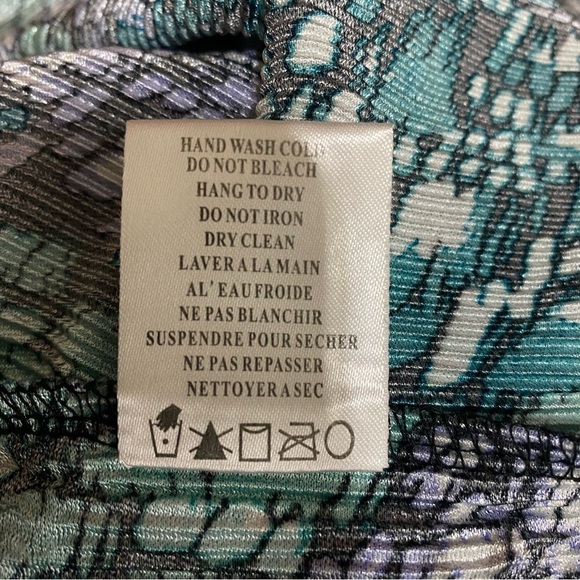 HAND WASH COLD
DO NOT BLEACH
HANG TO DRY
DO NOT IRON
DRY CLEAN
LAVER A LA MAIN
A L' EAU FROIDE
NE PAS BLANCHIR
SUSPENDRE POUR SECHER
NE PAS REPASSER
NETTOYER A SEC